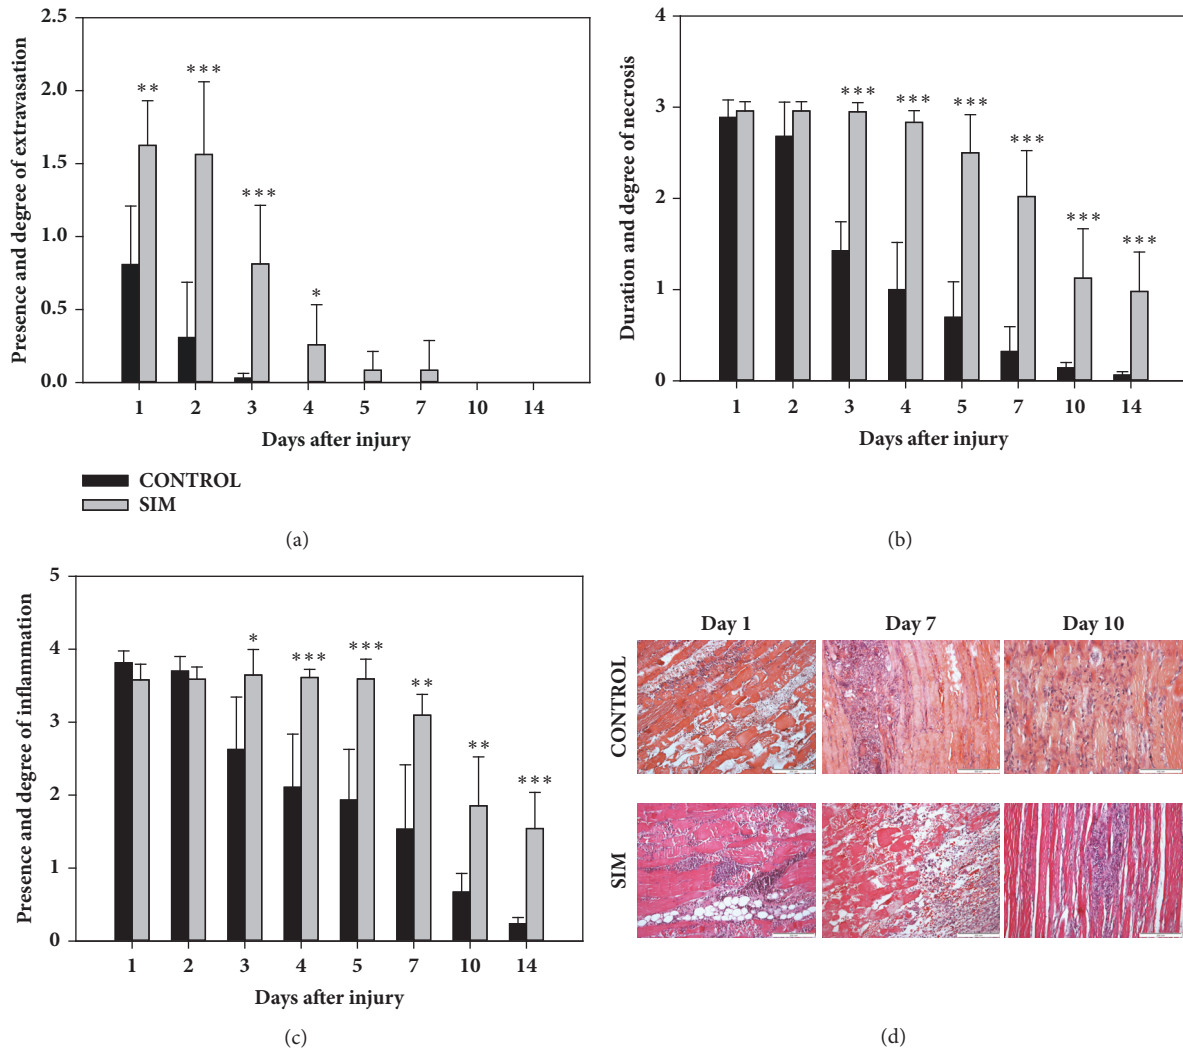 Presence and degree of extravasation
2.5
2.0
1.5
1.0
0.5
0.0
** *** *** *
1 2 3 4 5 7 10 14
Days after injury
CONTROL
SIM
(a)
Duration and degree of necrosis
4
3
2
1
0
*** *** *** *** *** ***
1 2 3 4 5 7 10 14
Days after injury
(b)
Presence and degree of inflammation
5
4
3
2
1
0
* *** *** ** ** ***
1 2 3 4 5 7 10 14
Days after injury
(c)
Day 1 Day 7 Day 10
CONTROL
SIM
(d)